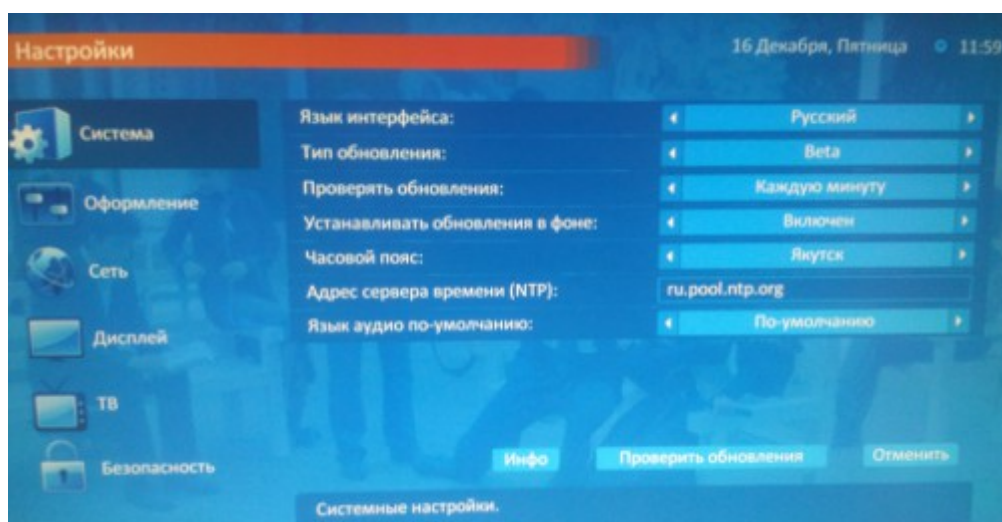 Настройки
16 Декабря, Пятница 11:59
Система
Оформление
Сеть
Дисплей
ТВ
Безопасность
Язык интерфейса: Русский
Тип обновления: Beta
Проверять обновления: Каждую минуту
Устанавливать обновления в фоне: Включен
Часовой пояс: Якутск
Адрес сервера времени (NTP): ru.pool.ntp.org
Язык аудио по-умолчанию: По-умолчанию
Инфо Проверить обновления Отменить
Системные настройки.